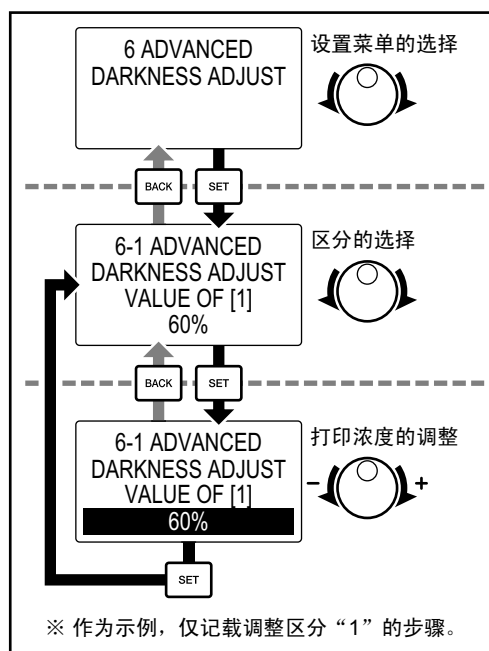 6 ADVANCED
DARKNESS ADJUST
设置菜单的选择
BACK
SET
6-1 ADVANCED
DARKNESS ADJUST
VALUE OF [1]
60%
区分的选择
BACK
SET
6-1 ADVANCED
DARKNESS ADJUST
VALUE OF [1]
60%
打印浓度的调整
- +
SET
※ 作为示例，仅记载调整区分“1”的步骤。